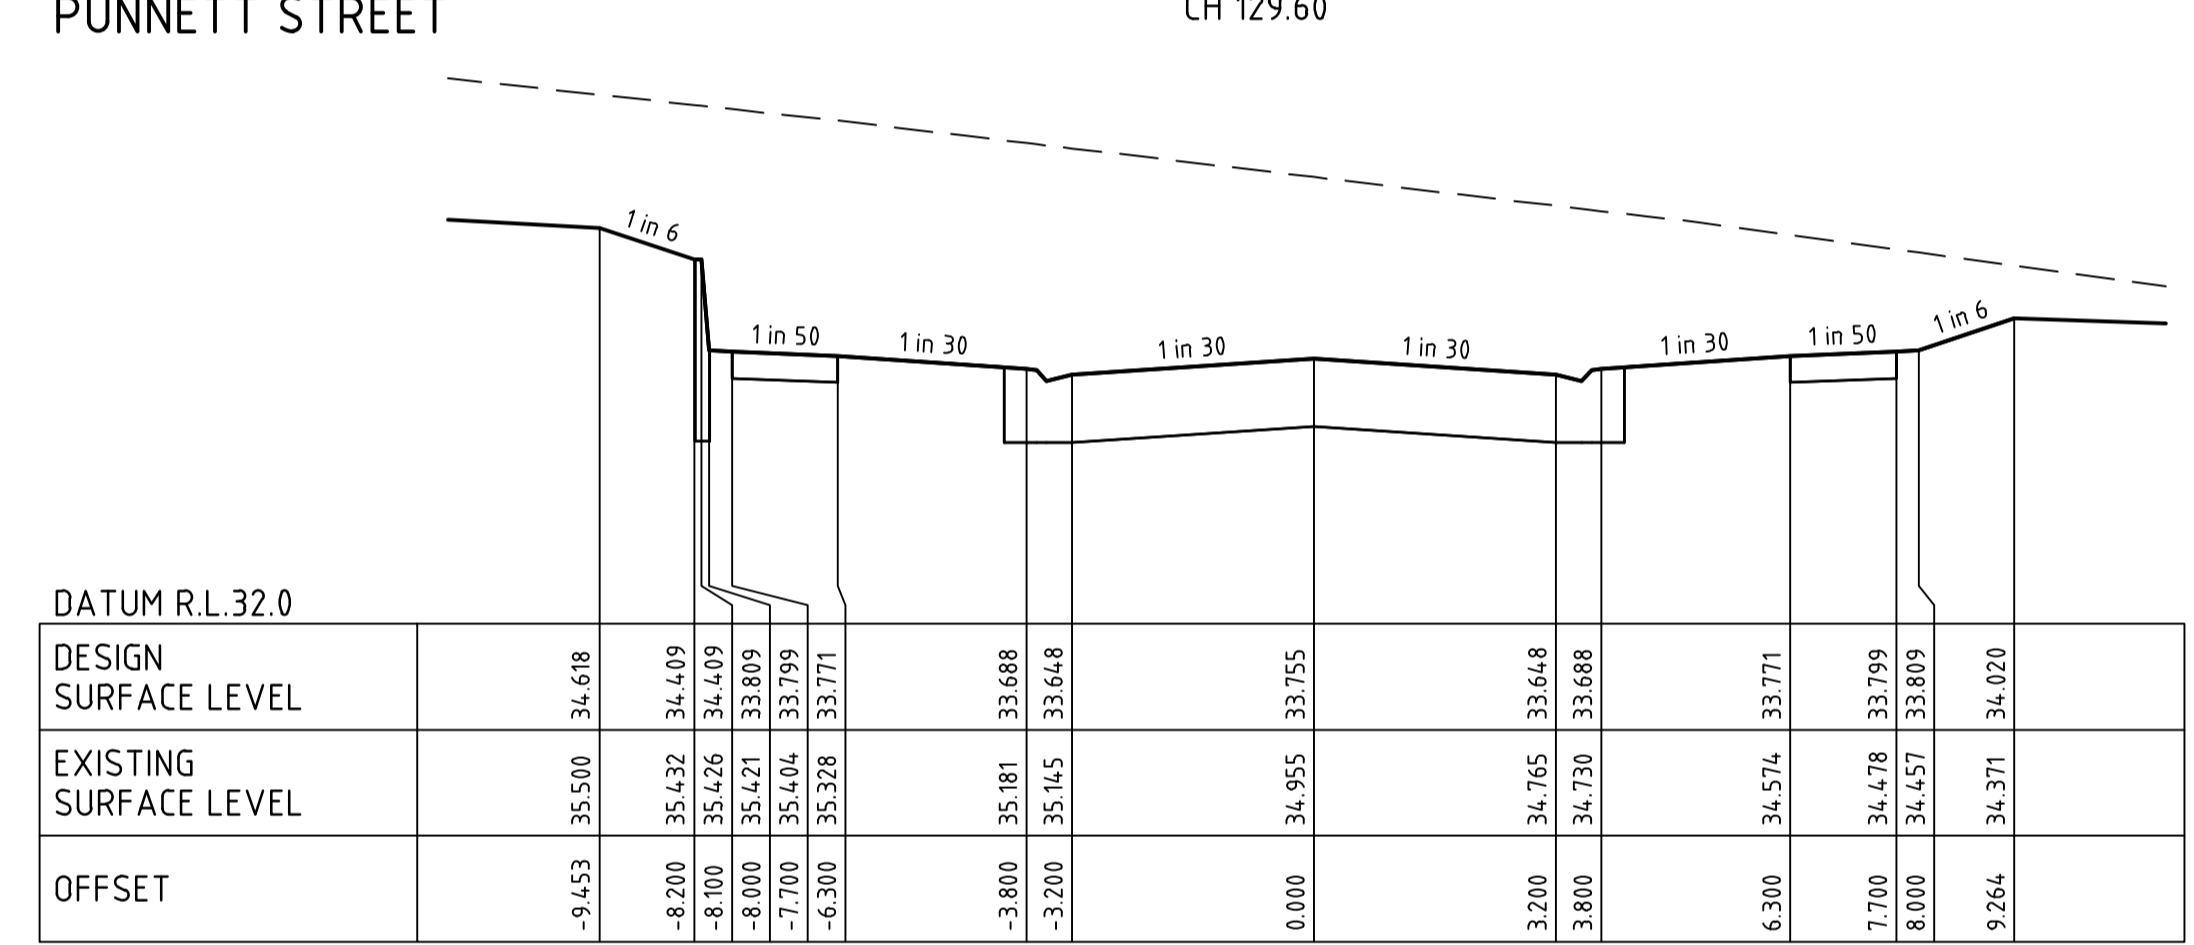 PUNNETT STREET
CH 129.60
1 in 6
1 in 50
1 in 30
1 in 30
1 in 30
1 in 30
1 in 50
1 in 6
DATUM R.L.32.0
DESIGN
SURFACE LEVEL
34.618 34.409 34.409 33.809 33.799 33.771 33.688 33.648 33.755 33.648 33.688 33.771 33.799 33.809 34.020
EXISTING
SURFACE LEVEL
35.500 35.432 35.426 35.421 35.404 35.328 35.181 35.145 34.955 34.765 34.730 34.574 34.478 34.457 34.371
OFFSET
-9.453 -8.200 -8.100 -8.000 -7.700 -6.300 -3.800 -3.200 0.000 3.200 3.800 6.300 7.700 8.000 9.264